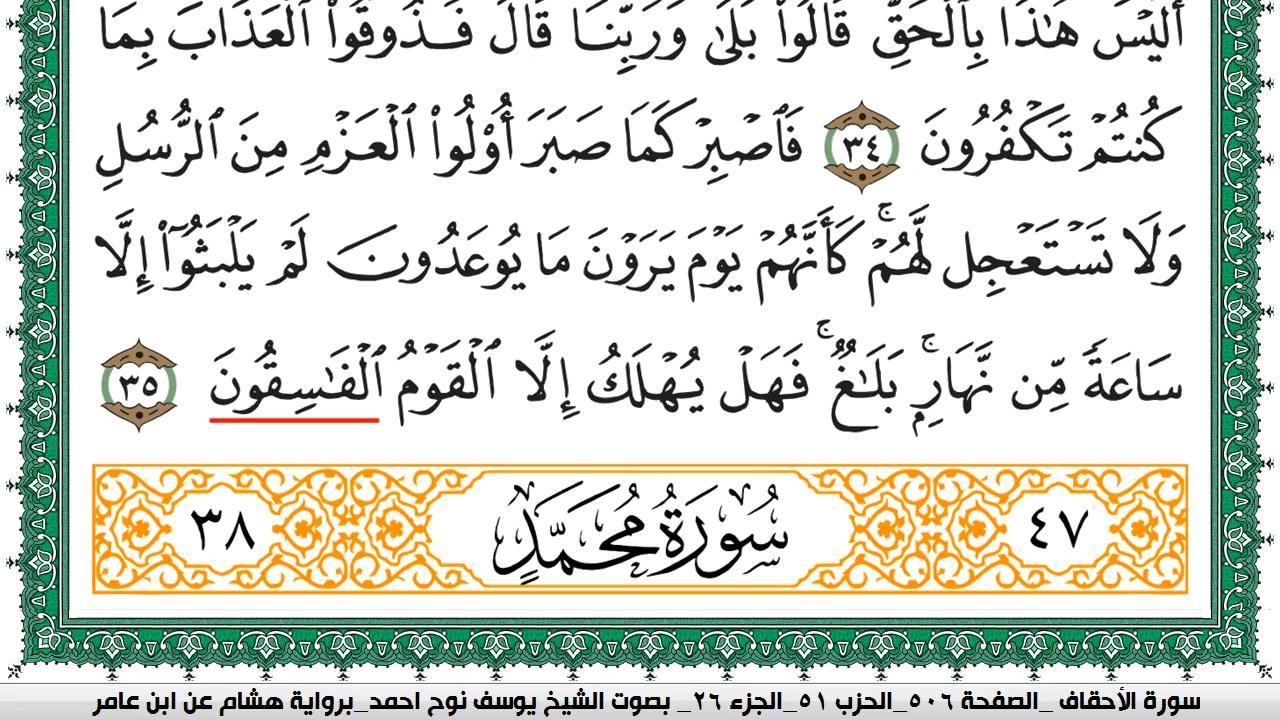 أَلَيْسَ هَٰذَا بِٱلْحَقِّ قَالُوا۟ بَلَىٰ وَرَبِّنَا قَالَ فَذُوقُوا۟ ٱلْعَذَابَ بِمَا
كُنتُمْ تَكْفُرُونَ ٣٤ فَٱصْبِرْ كَمَا صَبَرَ أُو۟لُوا۟ ٱلْعَزْمِ مِنَ ٱلرُّسُلِ
وَلَا تَسْتَعْجِل لَّهُمْۚ كَأَنَّهُمْ يَوْمَ يَرَوْنَ مَا يُوعَدُونَ لَمْ يَلْبَثُوٓا۟ إِلَّا
سَاعَةً مِّن نَّهَارٍۭۚ بَلَٰغٌۚ فَهَلْ يُهْلَكُ إِلَّا ٱلْقَوْمُ ٱلْفَٰسِقُونَ ٣٥
٤٧ سُورَةُ مُحَمَّدٍ ٣٨
سورة الأحقاف _الصفحة ٥٠٦_الحزب ٥١_الجزء ٢٦_ بصوت الشيخ يوسف نوح احمد_برواية هشام عن ابن عامر